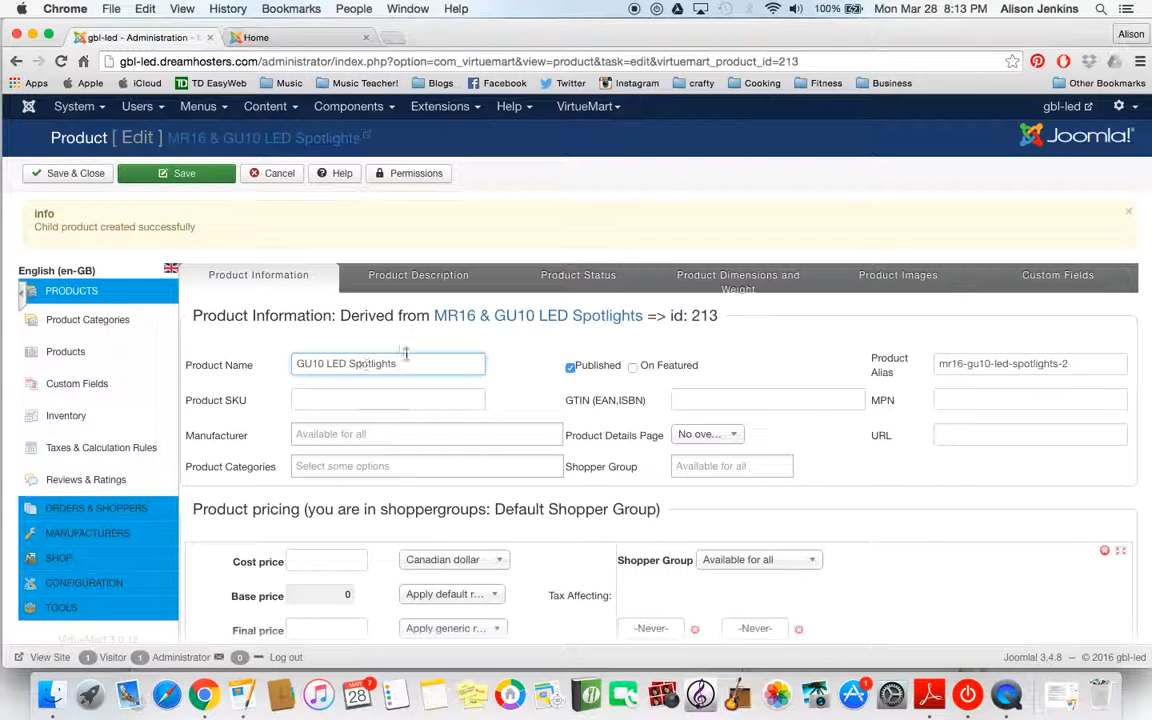 Chrome File Edit View History Bookmarks People Window Help 100% Mon Mar 28 8:13 PM Alison Jenkins
gbl-led - Administration - Home Alison
gbl-led.dreamhosters.com/administrator/index.php?option=com_virtuemart&view=product&task=edit&virtuemart_product_id=213
Apps Apple iCloud TD EasyWeb Music Music Teacher! Blogs Facebook Twitter Instagram crafty Cooking Fitness Business Other Bookmarks
System Users Menus Content Components Extensions Help VirtueMart gbl-led
Product [ Edit ] MR16 & GU10 LED Spotlights Joomla!
Save & Close Save Cancel Help Permissions
Info
Child product created successfully
English (en-GB)
Product Information Product Description Product Status Product Dimensions and Weight Product Images Custom Fields
PRODUCTS
Product Categories
Products
Custom Fields
Inventory
Taxes & Calculation Rules
Reviews & Ratings
ORDERS & SHOPPERS
MANUFACTURERS
SHOP
CONFIGURATION
TOOLS
VirtueMart 3.0.12
Product Information: Derived from MR16 & GU10 LED Spotlights => id: 213
Product Name GU10 LED Spotlights Published On Featured Product Alias mr16-gu10-led-spotlights-2
Product SKU GTIN (EAN,ISBN) MPN
Manufacturer Available for all Product Details Page No ove... URL
Product Categories Select some options Shopper Group Available for all
Product pricing (you are in shoppergroups: Default Shopper Group)
Cost price Canadian dollar Shopper Group Available for all
Base price 0 Apply default r... Tax Affecting:
Final price Apply generic r... -Never- -Never-
View Site 1 Visitor 1 Administrator 0 Log out Joomla! 3.4.8 — © 2016 gbl-led